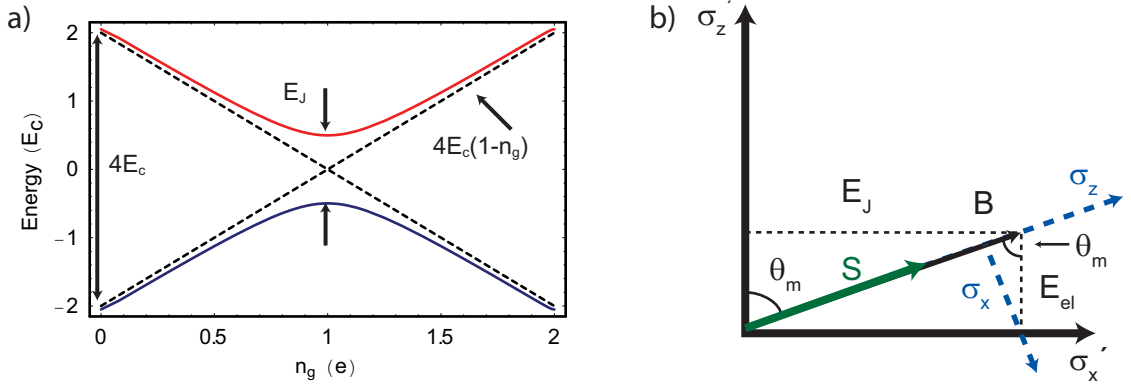 a)
Energy (E_C)
2
1
0
−1
−2
E_J
4E_c
4E_c(1-n_g)
0
0.5
1
1.5
2
n_g (e)
b)
σ_z′
E_J
B
σ_z
θ_m
S
θ_m
σ_x
E_el
σ_x′